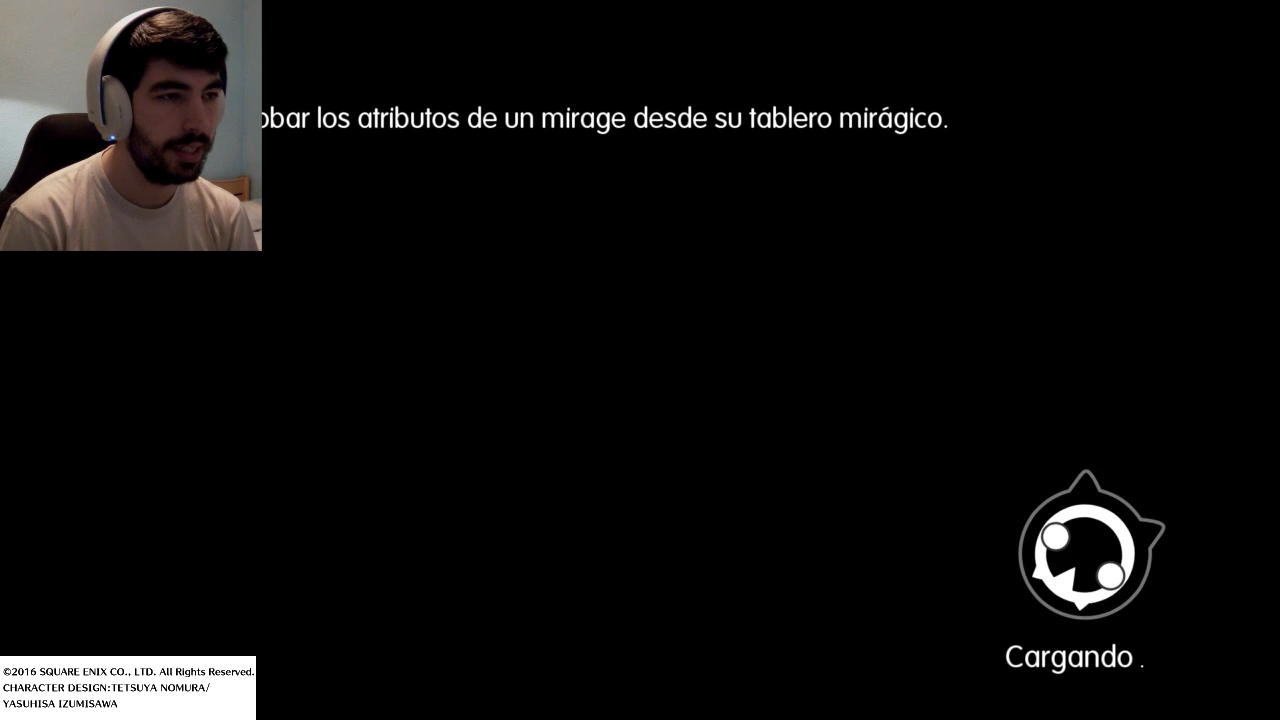 obar los atributos de un mirage desde su tablero mirágico.
Cargando .
©2016 SQUARE ENIX CO., LTD. All Rights Reserved.
CHARACTER DESIGN:TETSUYA NOMURA/
YASUHISA IZUMISAWA